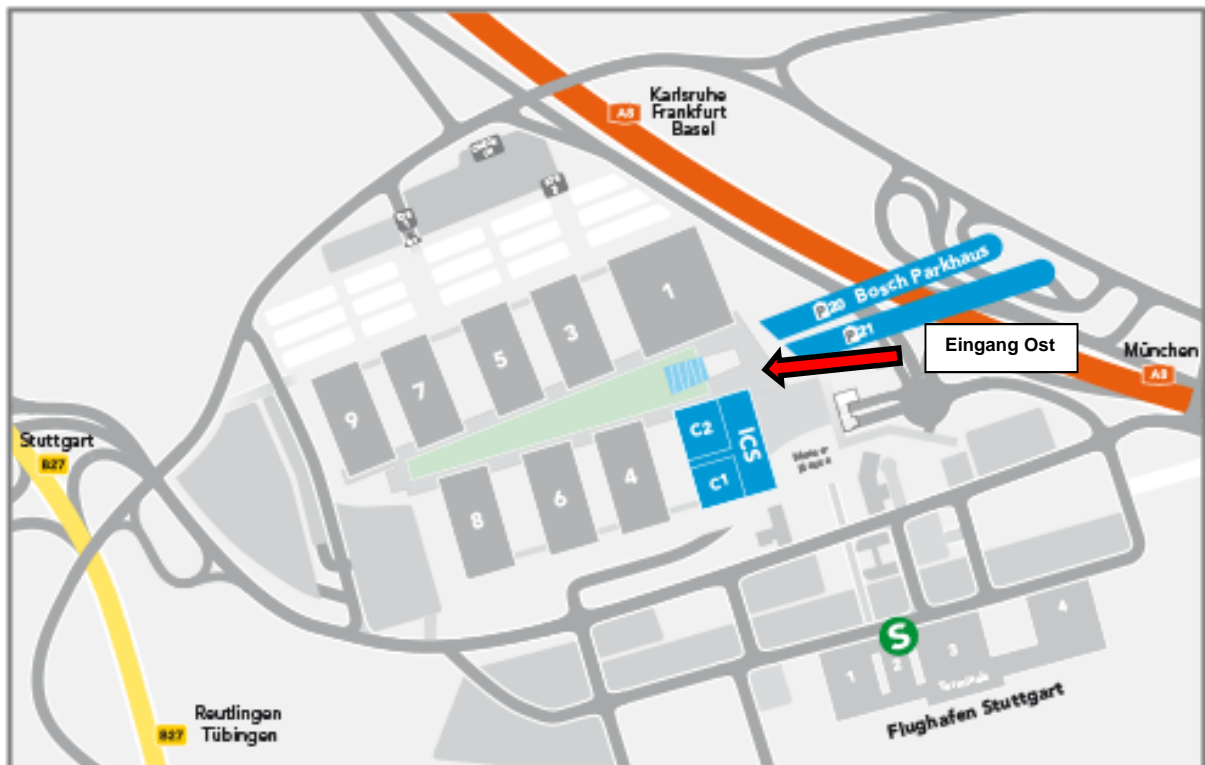 Karlsruhe
A8 Frankfurt
Basel
1
P20 Bosch Parkhaus
P21
3
5
7
9
Eingang Ost
München
A8
Stuttgart
B27
C2
ICS
C1
4
6
8
S
1
2
3
4
Flughafen Stuttgart
Reutlingen
B27
Tübingen